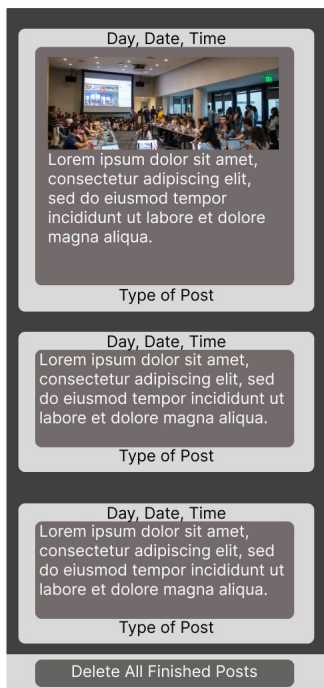 Day, Date, Time
Lorem ipsum dolor sit amet,
consectetur adipiscing elit,
sed do eiusmod tempor
incididunt ut labore et dolore
magna aliqua.
Type of Post
Day, Date, Time
Lorem ipsum dolor sit amet,
consectetur adipiscing elit, sed
do eiusmod tempor incididunt ut
labore et dolore magna aliqua.
Type of Post
Day, Date, Time
Lorem ipsum dolor sit amet,
consectetur adipiscing elit, sed
do eiusmod tempor incididunt ut
labore et dolore magna aliqua.
Type of Post
Delete All Finished Posts